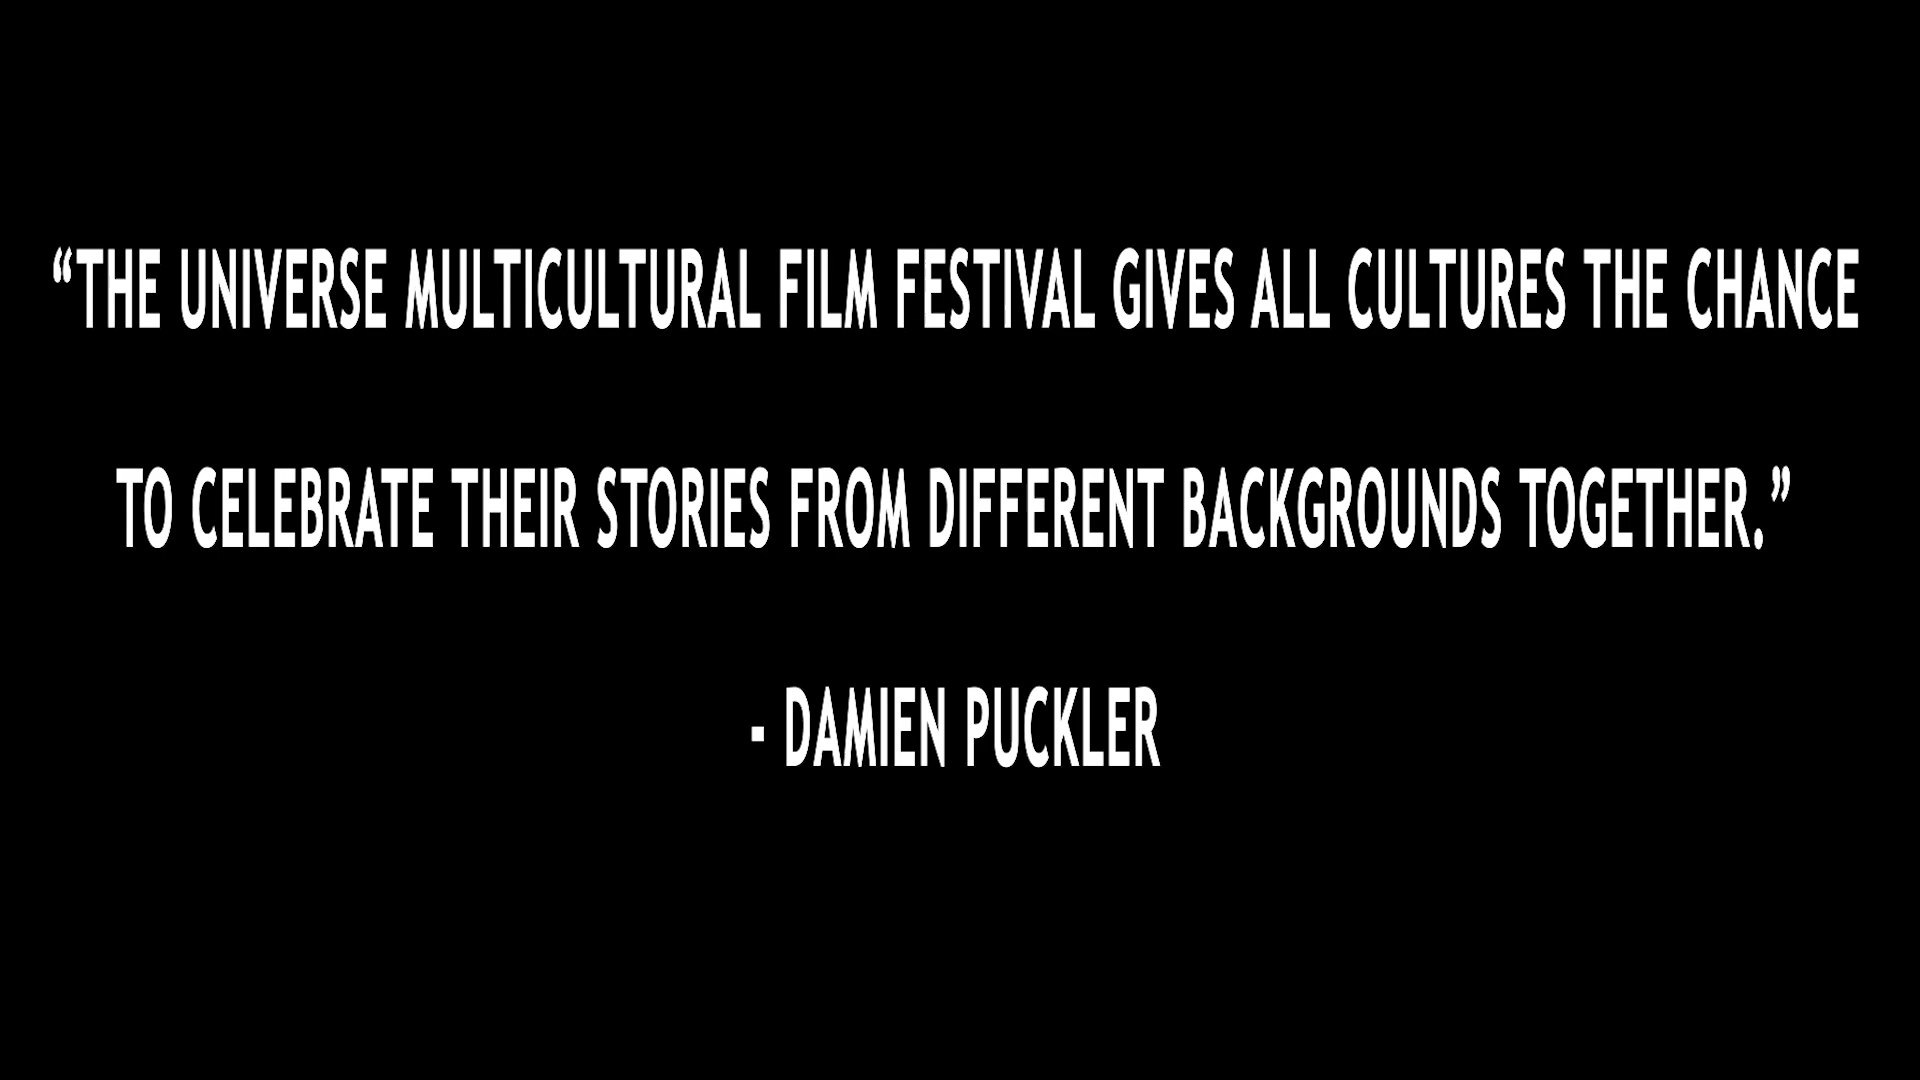 “THE UNIVERSE MULTICULTURAL FILM FESTIVAL GIVES ALL CULTURES THE CHANCE
TO CELEBRATE THEIR STORIES FROM DIFFERENT BACKGROUNDS TOGETHER.”
- DAMIEN PUCKLER